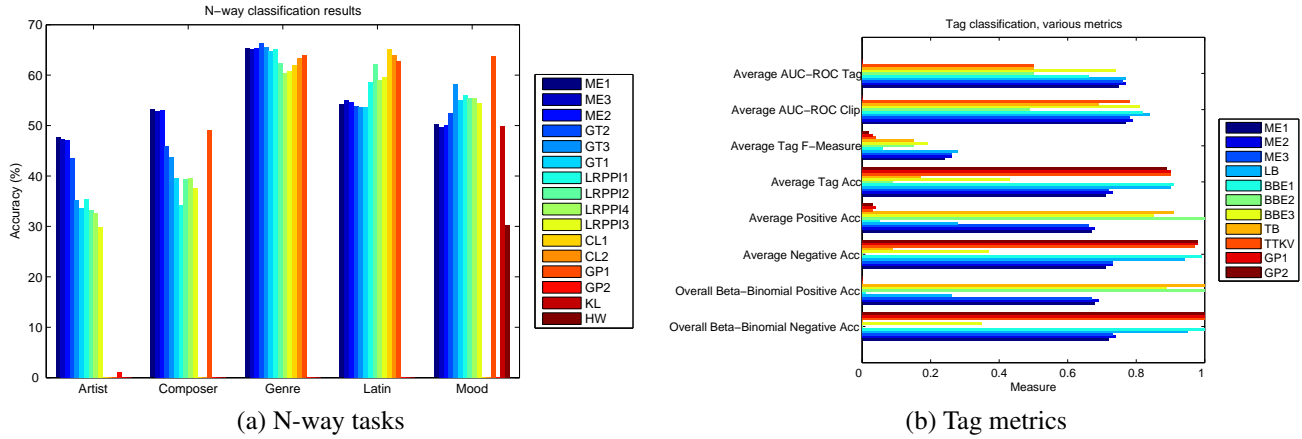 N−way classification results
70
60
50
40
30
20
10
0
Accuracy (%)
Artist
Composer
Genre
Latin
Mood
ME1
ME3
ME2
GT2
GT3
GT1
LRPPI1
LRPPI2
LRPPI4
LRPPI3
CL1
CL2
GP1
GP2
KL
HW
(a) N-way tasks
Tag classification, various metrics
Average AUC−ROC Tag
Average AUC−ROC Clip
Average Tag F−Measure
Average Tag Acc
Average Positive Acc
Average Negative Acc
Overall Beta−Binomial Positive Acc
Overall Beta−Binomial Negative Acc
0
0.2
0.4
0.6
0.8
1
Measure
ME1
ME2
ME3
LB
BBE1
BBE2
BBE3
TB
TTKV
GP1
GP2
(b) Tag metrics